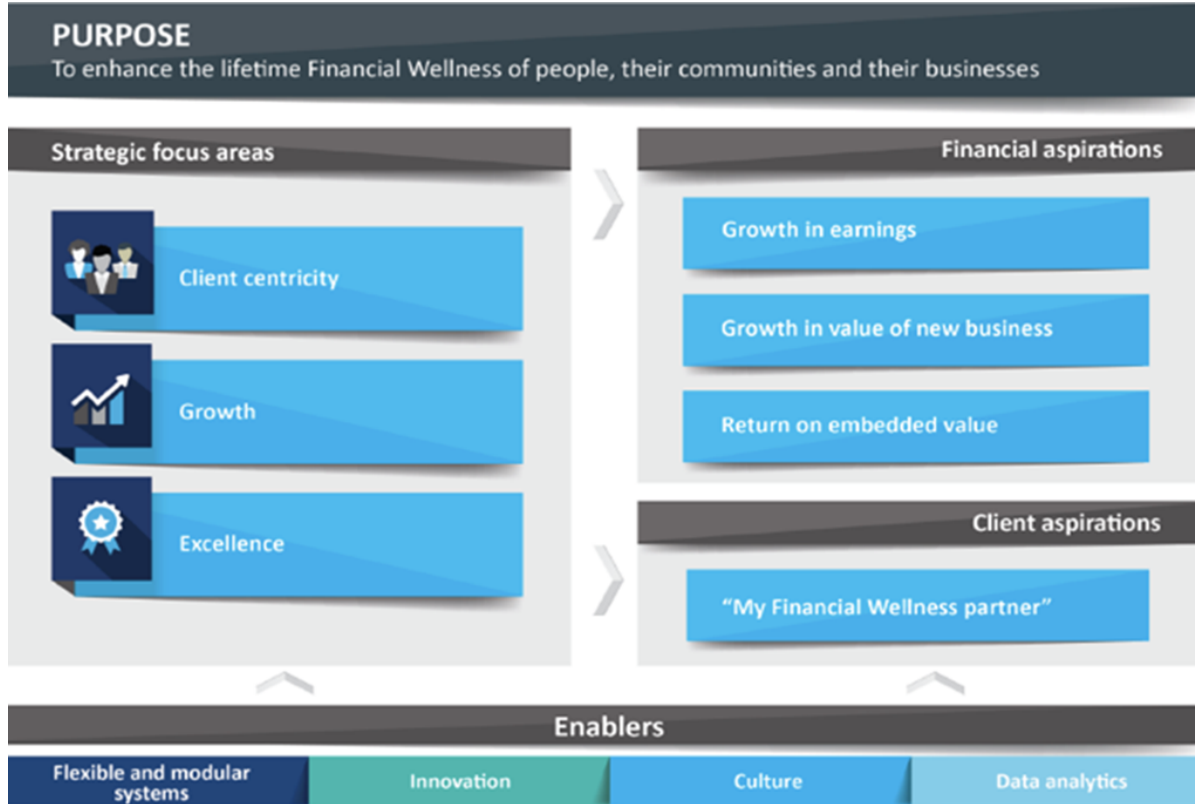 PURPOSE
To enhance the lifetime Financial Wellness of people, their communities and their businesses
Strategic focus areas
Client centricity
Growth
Excellence
Financial aspirations
Growth in earnings
Growth in value of new business
Return on embedded value
Client aspirations
“My Financial Wellness partner”
Enablers
Flexible and modular
systems
Innovation
Culture
Data analytics